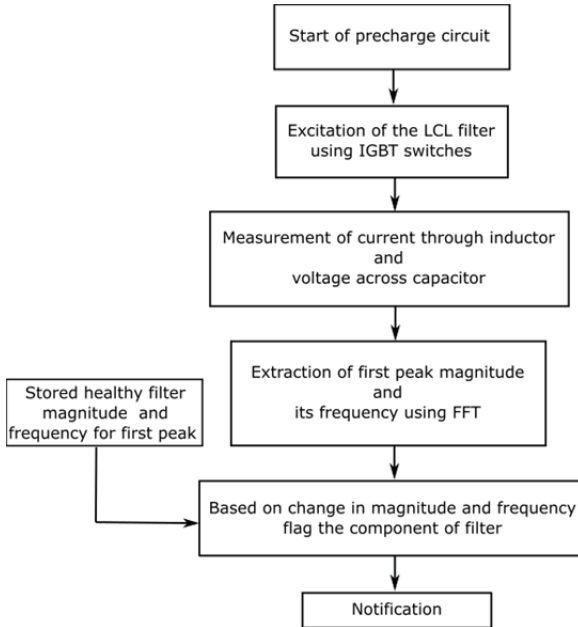 Start of precharge circuit
Excitation of the LCL filter
using IGBT switches
Measurement of current through inductor
and
voltage across capacitor
Extraction of first peak magnitude
and
its frequency using FFT
Stored healthy filter
magnitude and
frequency for first peak
Based on change in magnitude and frequency
flag the component of filter
Notification